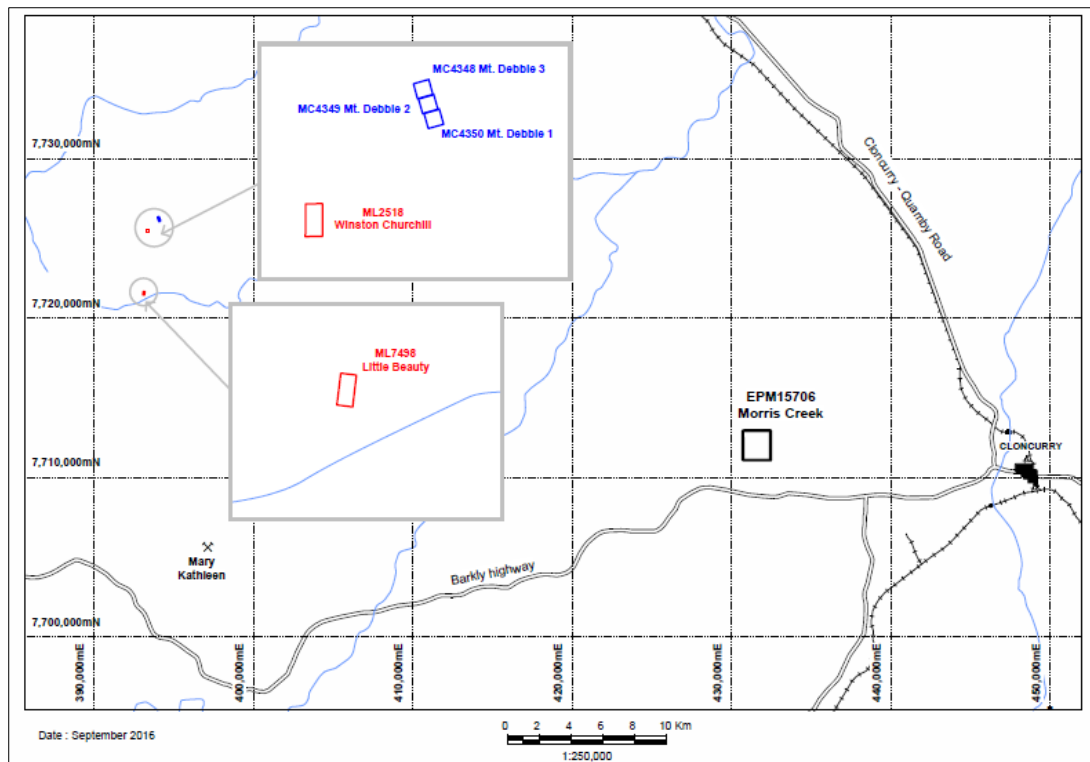 MC4348 Mt. Debbie 3
MC4349 Mt. Debbie 2
MC4350 Mt. Debbie 1
7,730,000mN
Cloncurry - Quamby Road
ML2518
Winston Churchill
7,720,000mN
ML7498
Little Beauty
EPM15706
Morris Creek
CLONCURRY
7,710,000mN
Mary
Kathleen
Barkly highway
7,700,000mN
390,000mE
400,000mE
410,000mE
420,000mE
430,000mE
440,000mE
450,000mE
Date : September 2016
0 2 4 6 8 10 Km
1:250,000